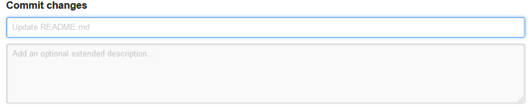 Commit changes
Update README.md
Add an optional extended description...